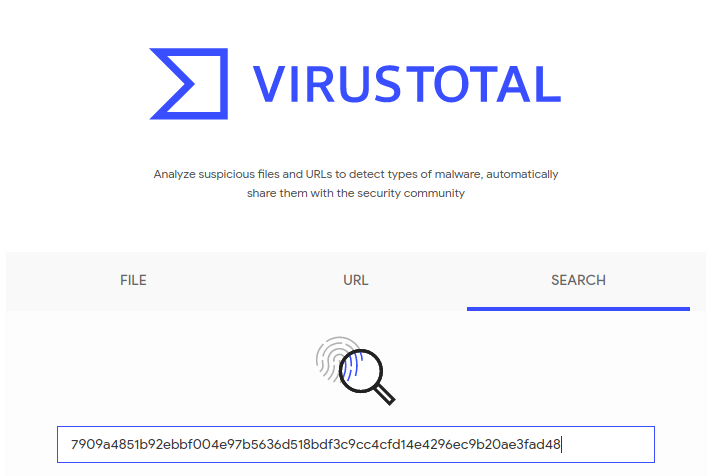 VIRUSTOTAL
Analyze suspicious files and URLs to detect types of malware, automatically
share them with the security community
FILE URL SEARCH
7909a4851b92ebbf004e97b5636d518bdf3c9cc4cfd14e4296ec9b20ae3fad48